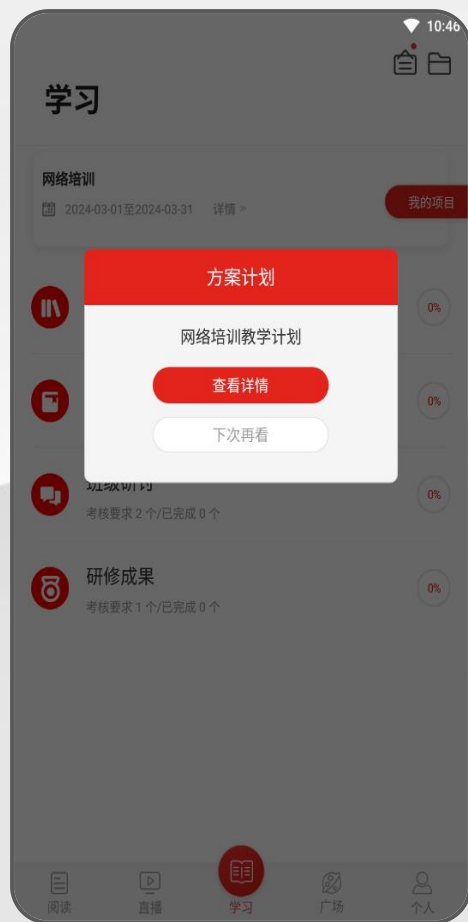 10:46
学习
网络培训
2024-03-01至2024-03-31 详情 >
我的项目
方案计划
网络培训教学计划
查看详情
下次再看
0%
0%
班级研讨
考核要求 2 个/已完成 0 个
0%
研修成果
考核要求 1 个/已完成 0 个
0%
阅读
直播
学习
广场
个人